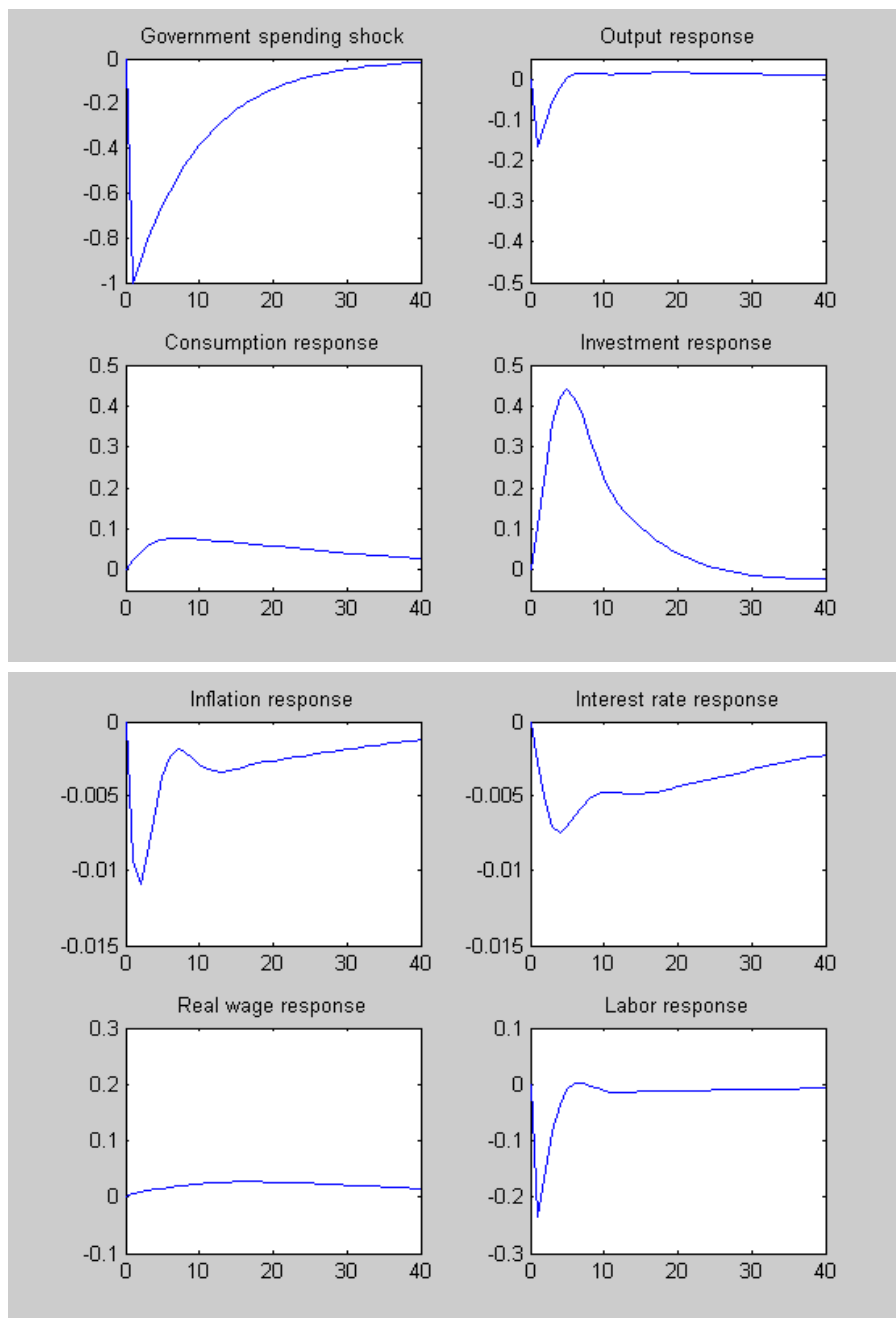 Government spending shock
0
-0.2
-0.4
-0.6
-0.8
-1
0 10 20 30 40
Output response
0
-0.1
-0.2
-0.3
-0.4
-0.5
0 10 20 30 40
Consumption response
0.5
0.4
0.3
0.2
0.1
0
0 10 20 30 40
Investment response
0.5
0.4
0.3
0.2
0.1
0
0 10 20 30 40
Inflation response
0
-0.005
-0.01
-0.015
0 10 20 30 40
Interest rate response
0
-0.005
-0.01
-0.015
0 10 20 30 40
Real wage response
0.3
0.2
0.1
0
-0.1
0 10 20 30 40
Labor response
0.1
0
-0.1
-0.2
-0.3
0 10 20 30 40